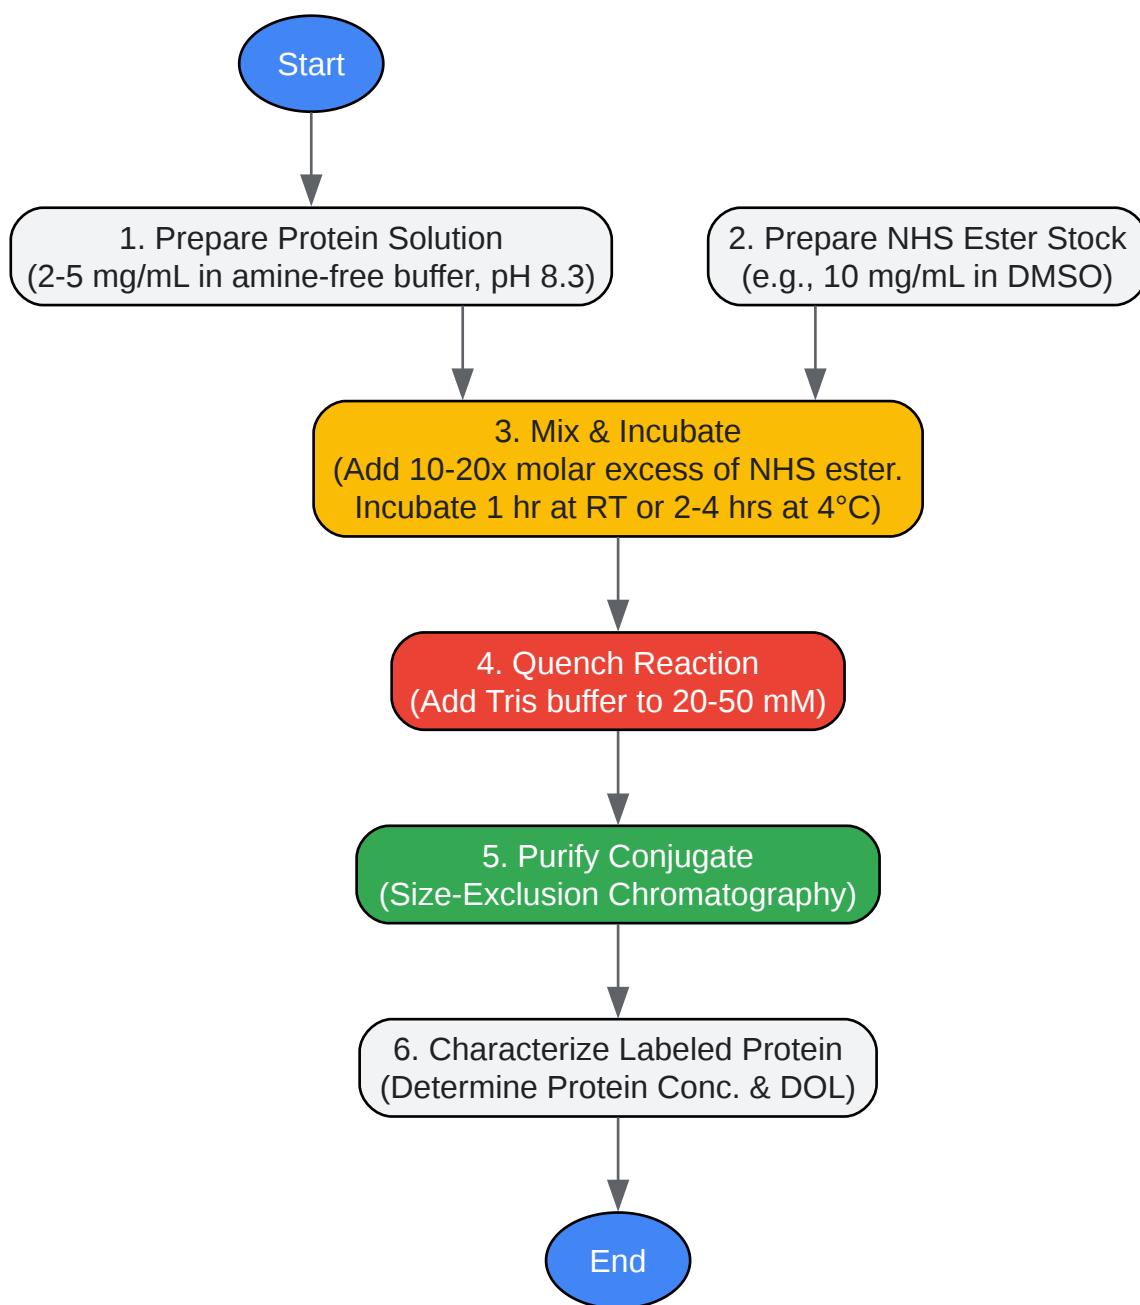 Start
1. Prepare Protein Solution
(2-5 mg/mL in amine-free buffer, pH 8.3)
2. Prepare NHS Ester Stock
(e.g., 10 mg/mL in DMSO)
3. Mix & Incubate
(Add 10-20x molar excess of NHS ester.
Incubate 1 hr at RT or 2-4 hrs at 4°C)
4. Quench Reaction
(Add Tris buffer to 20-50 mM)
5. Purify Conjugate
(Size-Exclusion Chromatography)
6. Characterize Labeled Protein
(Determine Protein Conc. & DOL)
End